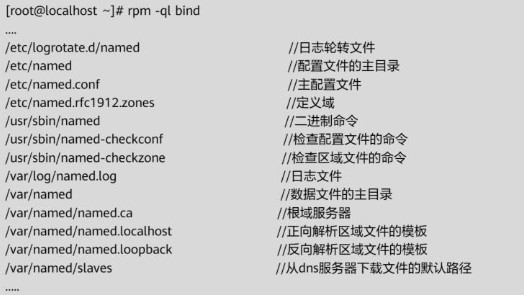 [root@localhost ~]# rpm -ql bind
....
/etc/logrotate.d/named //日志轮转文件
/etc/named //配置文件的主目录
/etc/named.conf //主配置文件
/etc/named.rfc1912.zones //定义域
/usr/sbin/named //二进制命令
/usr/sbin/named-checkconf //检查配置文件的命令
/usr/sbin/named-checkzone //检查区域文件的命令
/var/log/named.log //日志文件
/var/named //数据文件的主目录
/var/named/named.ca //根域服务器
/var/named/named.localhost //正向解析区域文件的模板
/var/named/named.loopback //反向解析区域文件的模板
/var/named/slaves //从dns服务器下载文件的默认路径
.....